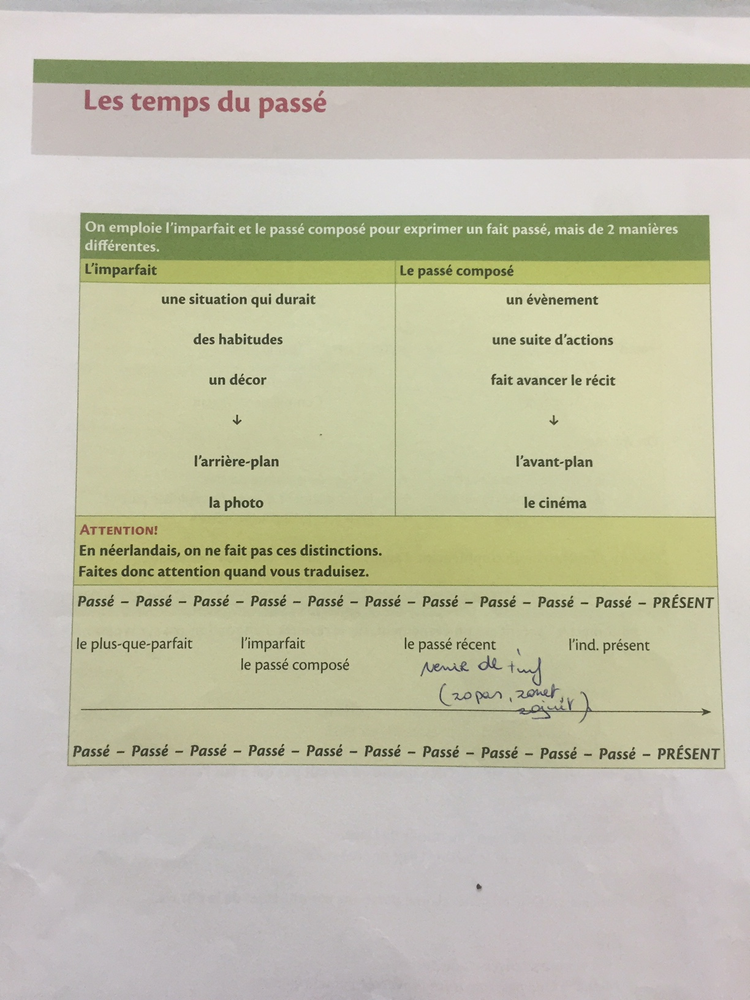 Les temps du passé
On emploie l'imparfait et le passé composé pour exprimer un fait passé, mais de 2 manières
différentes.
L'imparfait Le passé composé
une situation qui durait un évènement
des habitudes une suite d'actions
un décor fait avancer le récit
↓ ↓
l'arrière-plan l'avant-plan
la photo le cinéma
ATTENTION!
En néerlandais, on ne fait pas ces distinctions.
Faites donc attention quand vous traduisez.
Passé – Passé – Passé – Passé – Passé – Passé – Passé – Passé – Passé – Passé – PRÉSENT
le plus-que-parfait l'imparfait le passé récent l'ind. présent
le passé composé venir de + inf
(zopas, zonet,
zojuist)
Passé – Passé – Passé – Passé – Passé – Passé – Passé – Passé – Passé – Passé – PRÉSENT